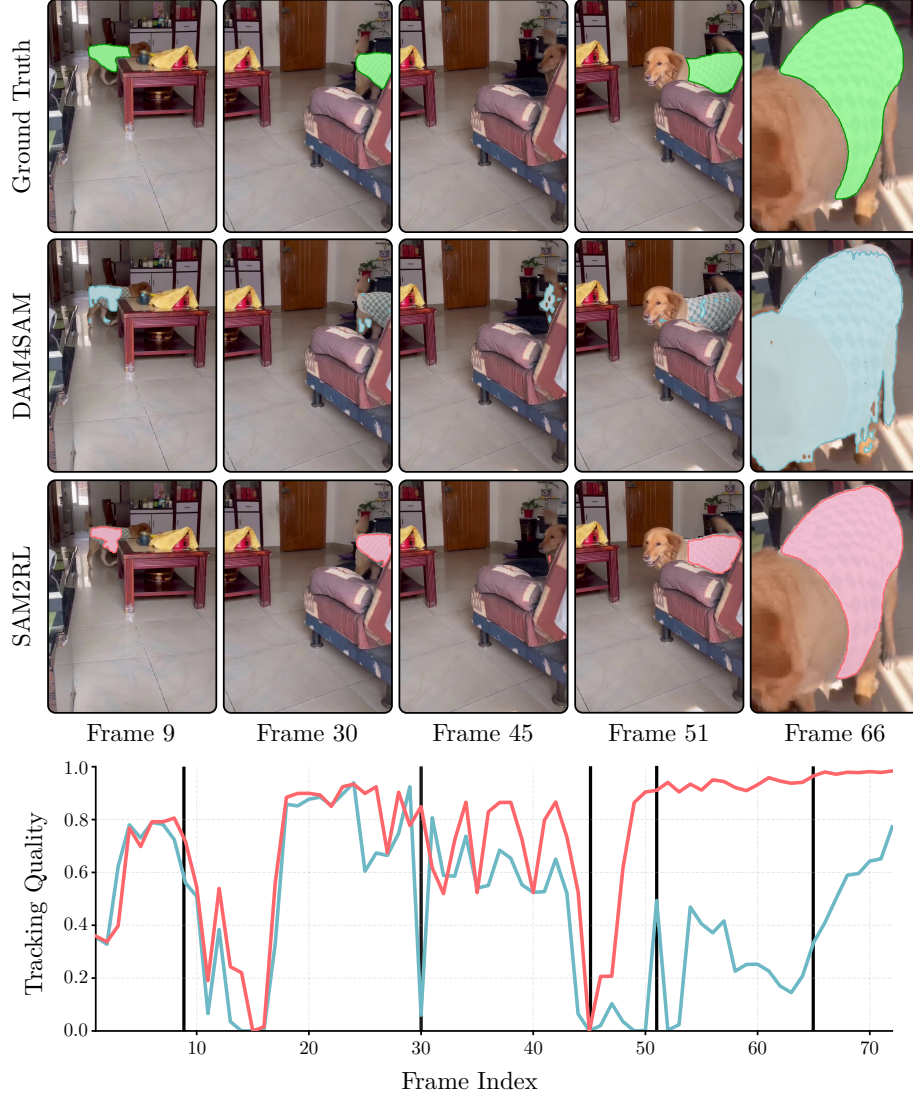 Ground Truth
DAM4SAM
SAM2RL
Frame 9 Frame 30 Frame 45 Frame 51 Frame 66
Tracking Quality
1.0
0.8
0.6
0.4
0.2
0.0
10 20 30 40 50 60 70
Frame Index